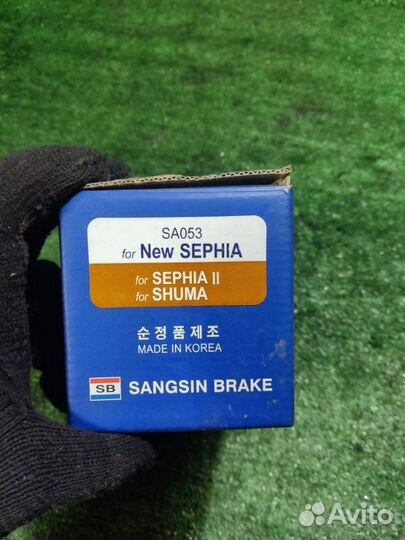 SA053
for New SEPHIA
for SEPHIA II
for SHUMA
순정품제조
MADE IN KOREA
SB SANGSIN BRAKE
Avito